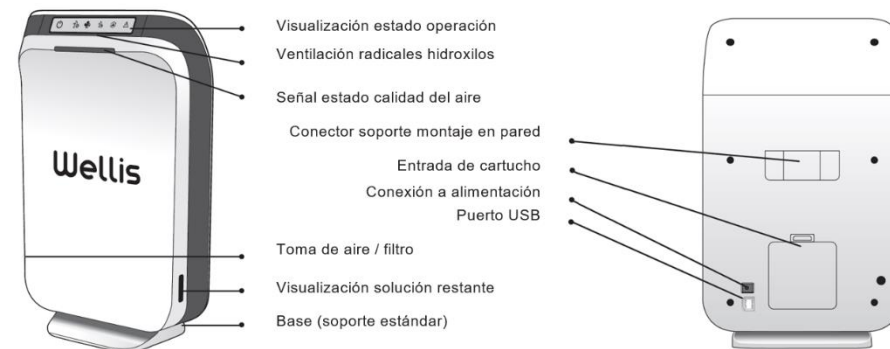 Visualización estado operación
Ventilación radicales hidroxilos
Señal estado calidad del aire
Conector soporte montaje en pared
Entrada de cartucho
Conexión a alimentación
Puerto USB
Wellis
Toma de aire / filtro
Visualización solución restante
Base (soporte estándar)